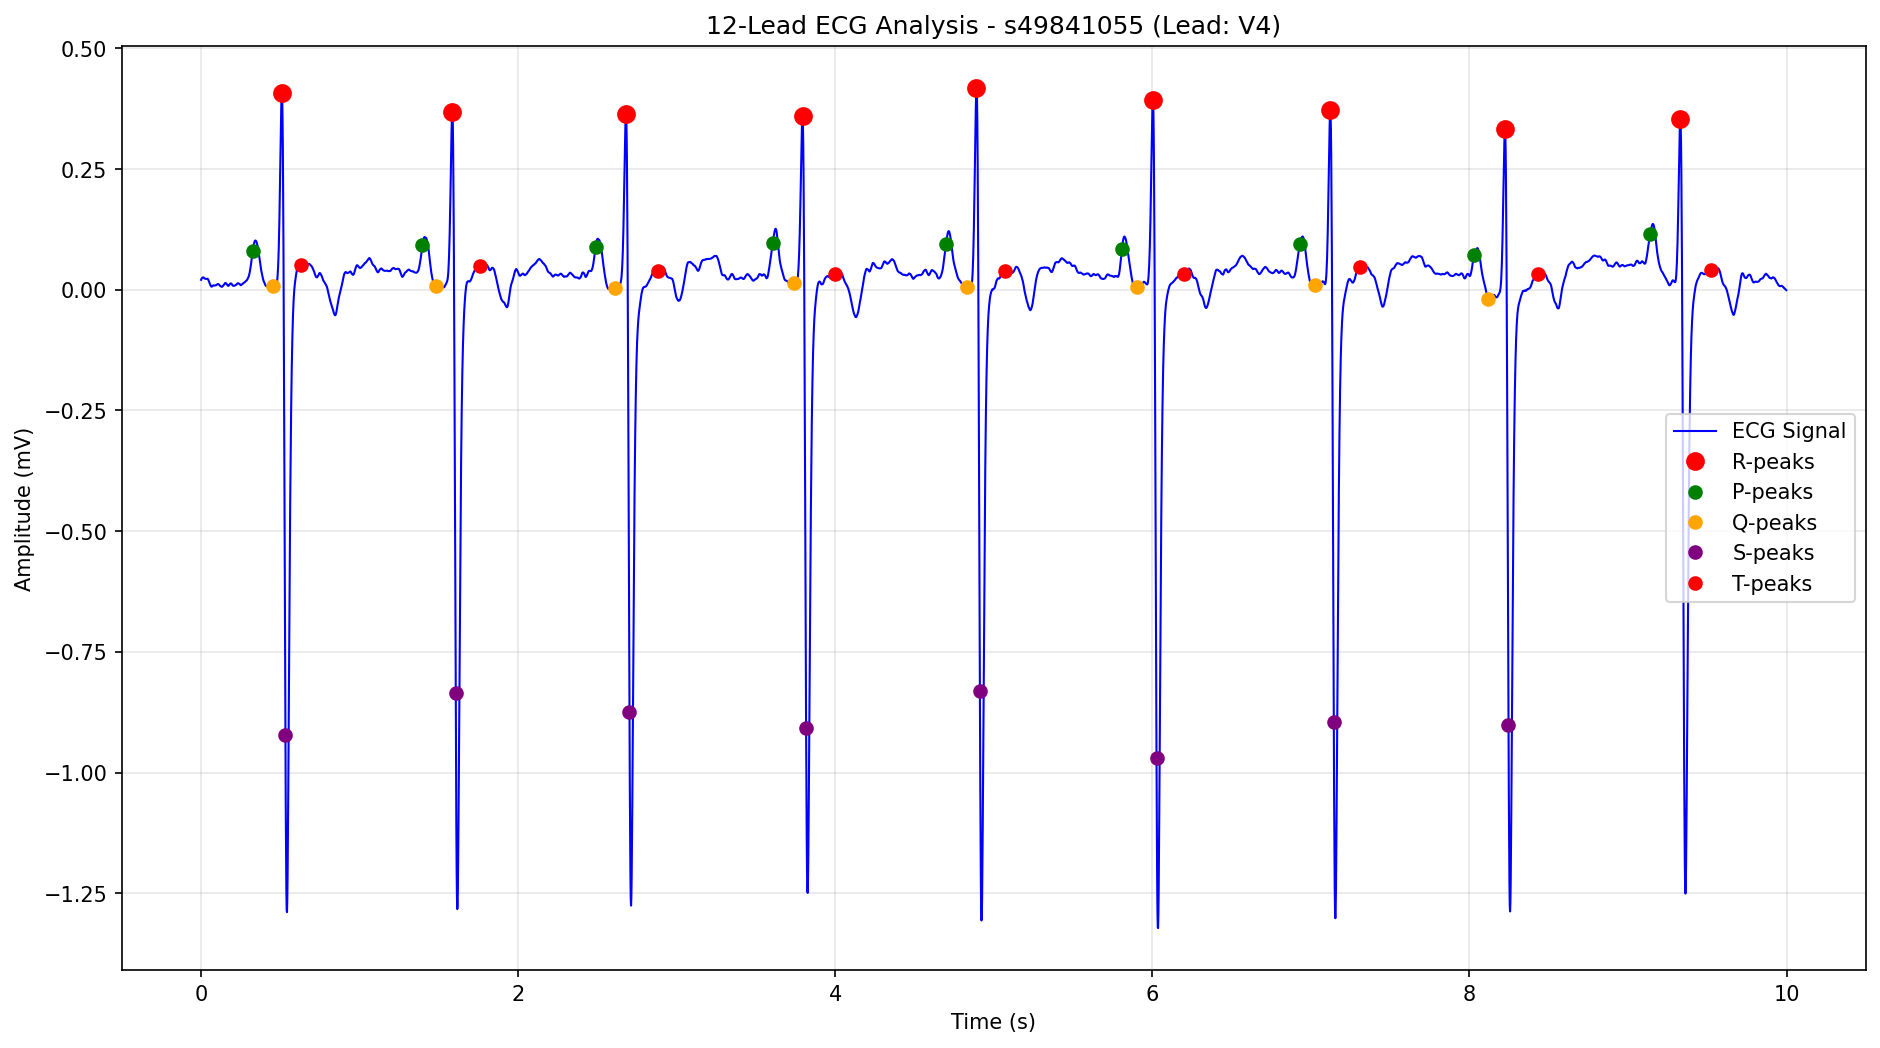 12-Lead ECG Analysis - s49841055 (Lead: V4)
0.50
0.25
0.00
−0.25
−0.50
−0.75
−1.00
−1.25
Amplitude (mV)
ECG Signal
R-peaks
P-peaks
Q-peaks
S-peaks
T-peaks
0 2 4 6 8 10
Time (s)